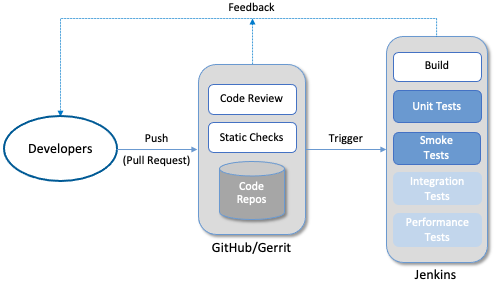 Feedback
Developers
Push
(Pull Request)
Code Review
Static Checks
Code
Repos
GitHub/Gerrit
Trigger
Build
Unit Tests
Smoke
Tests
Integration
Tests
Performance
Tests
Jenkins